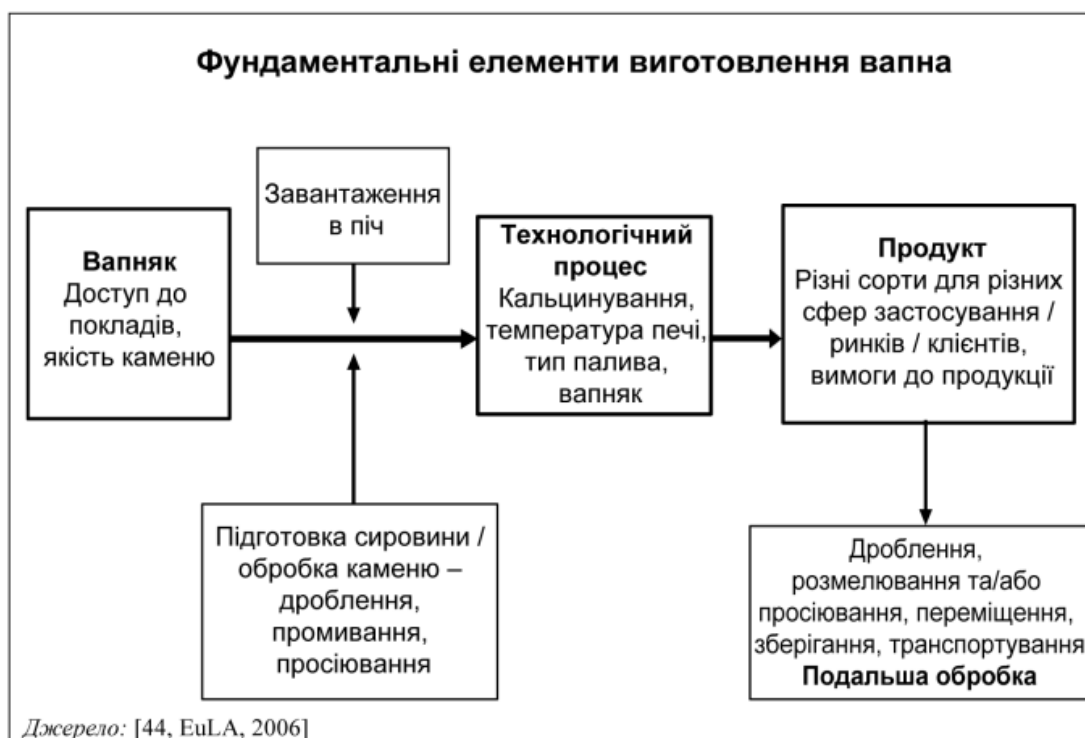 Фундаментальні елементи виготовлення вапна
Завантаження
в піч
Вапняк
Доступ до
покладів,
якість каменю
Технологічний
процес
Кальцинування,
температура печі,
тип палива,
вапняк
Продукт
Різні сорти для різних
сфер застосування /
ринків / клієнтів,
вимоги до продукції
Підготовка сировини /
обробка каменю –
дроблення,
промивання,
просіювання
Дроблення,
розмелювання та/або
просіювання, переміщення,
зберігання, транспортування
Подальша обробка
Джерело: [44, EuLA, 2006]